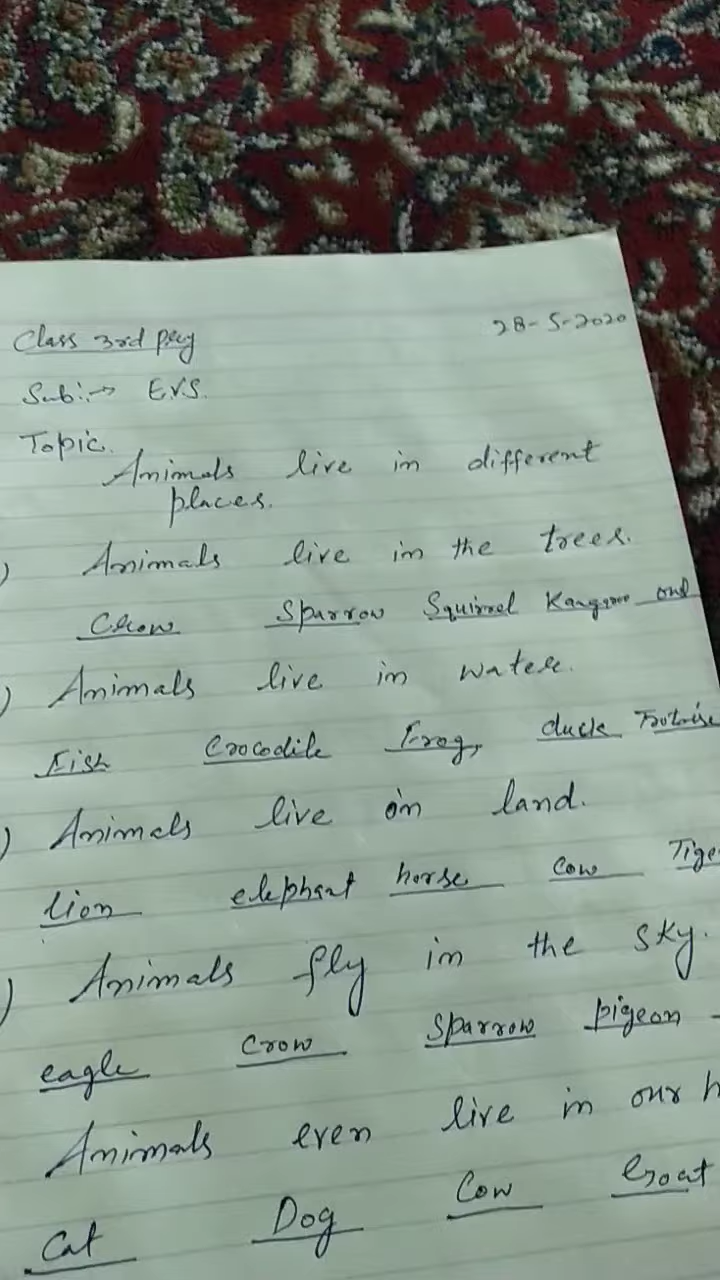 28-5-2020
Class 3rd
Sub:→ E.V.S.
Topic.
Animals live in different
places.
) Animals live in the trees.
Crow Sparrow Squirrel Kangaroo
) Animals live in water.
Fish Crocodile Frog, duck
) Animals live on land.
lion elephant horse cow Tige
) Animals fly in the sky.
eagle Crow Sparrow pigeon
Animals even live in our h
Cat Dog Cow Goat